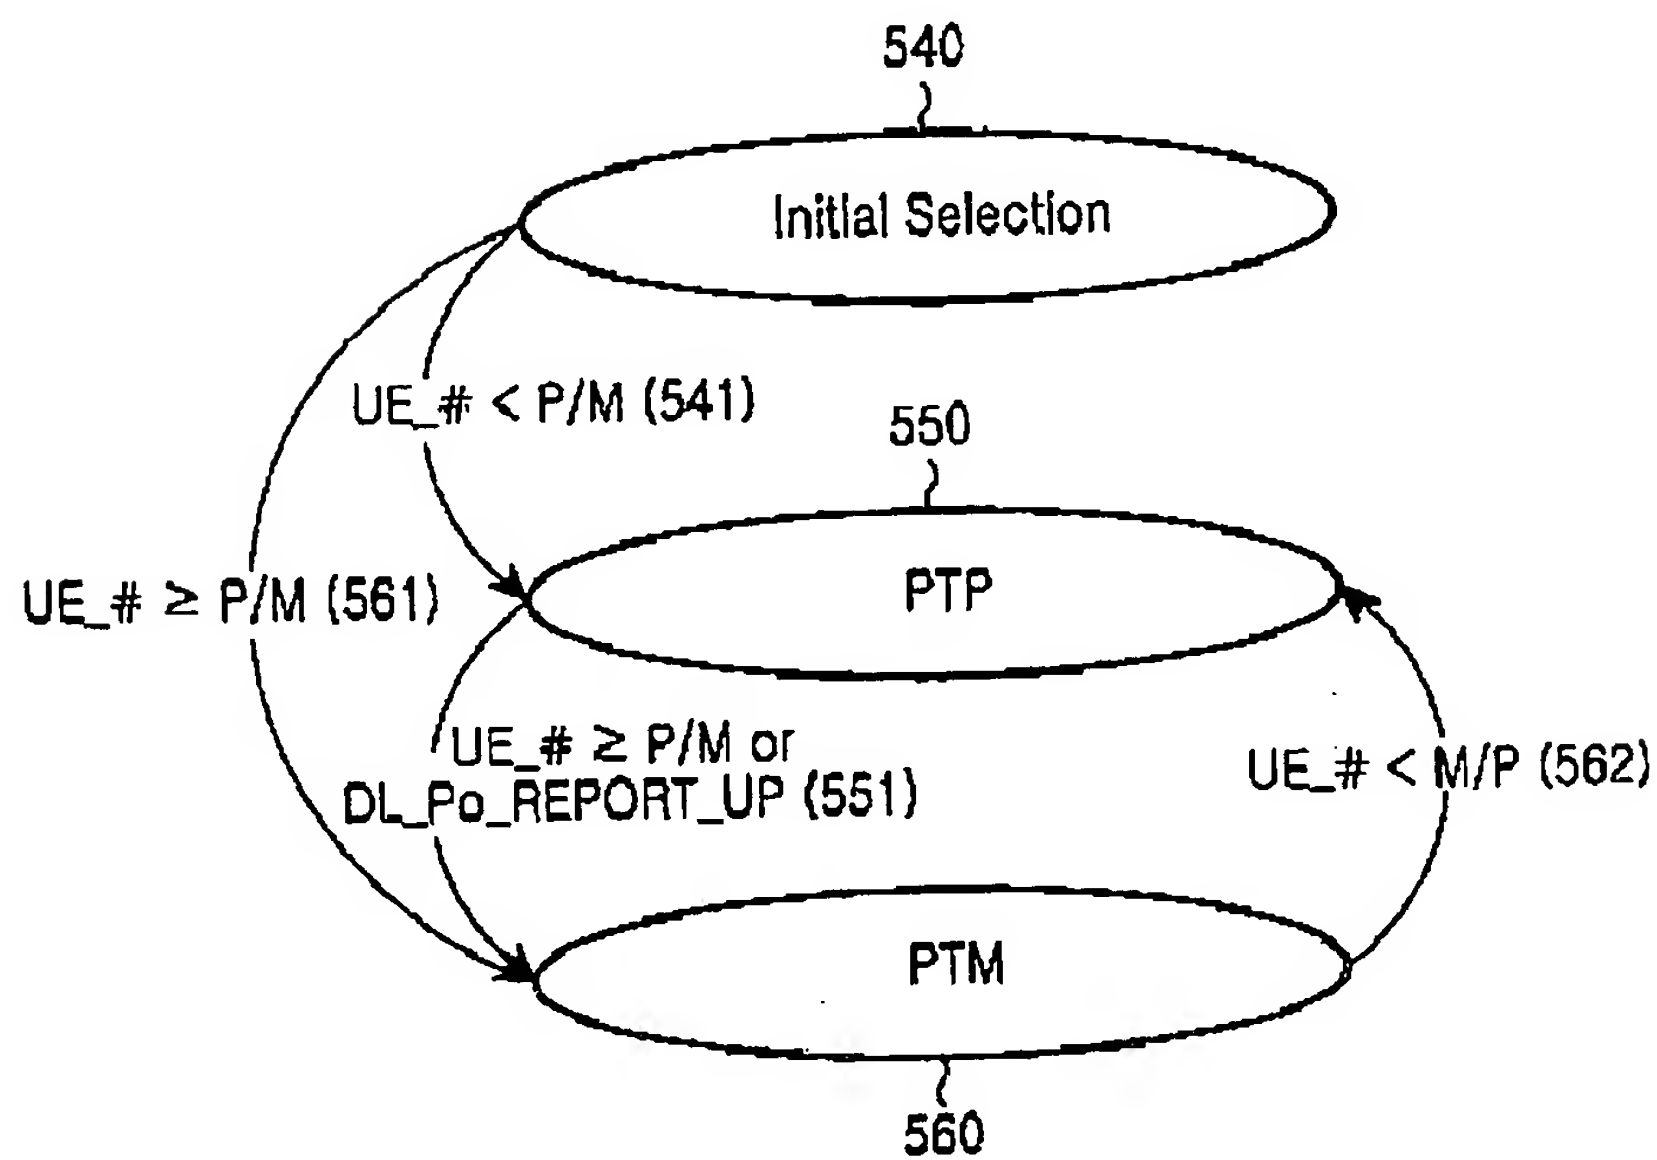 540
Initial Selection
UE_# < P/M (541)
550
PTP
UE_# ≥ P/M (561)
UE_# ≥ P/M or
DL_Po_REPORT_UP (551)
UE_# < M/P (562)
PTM
560